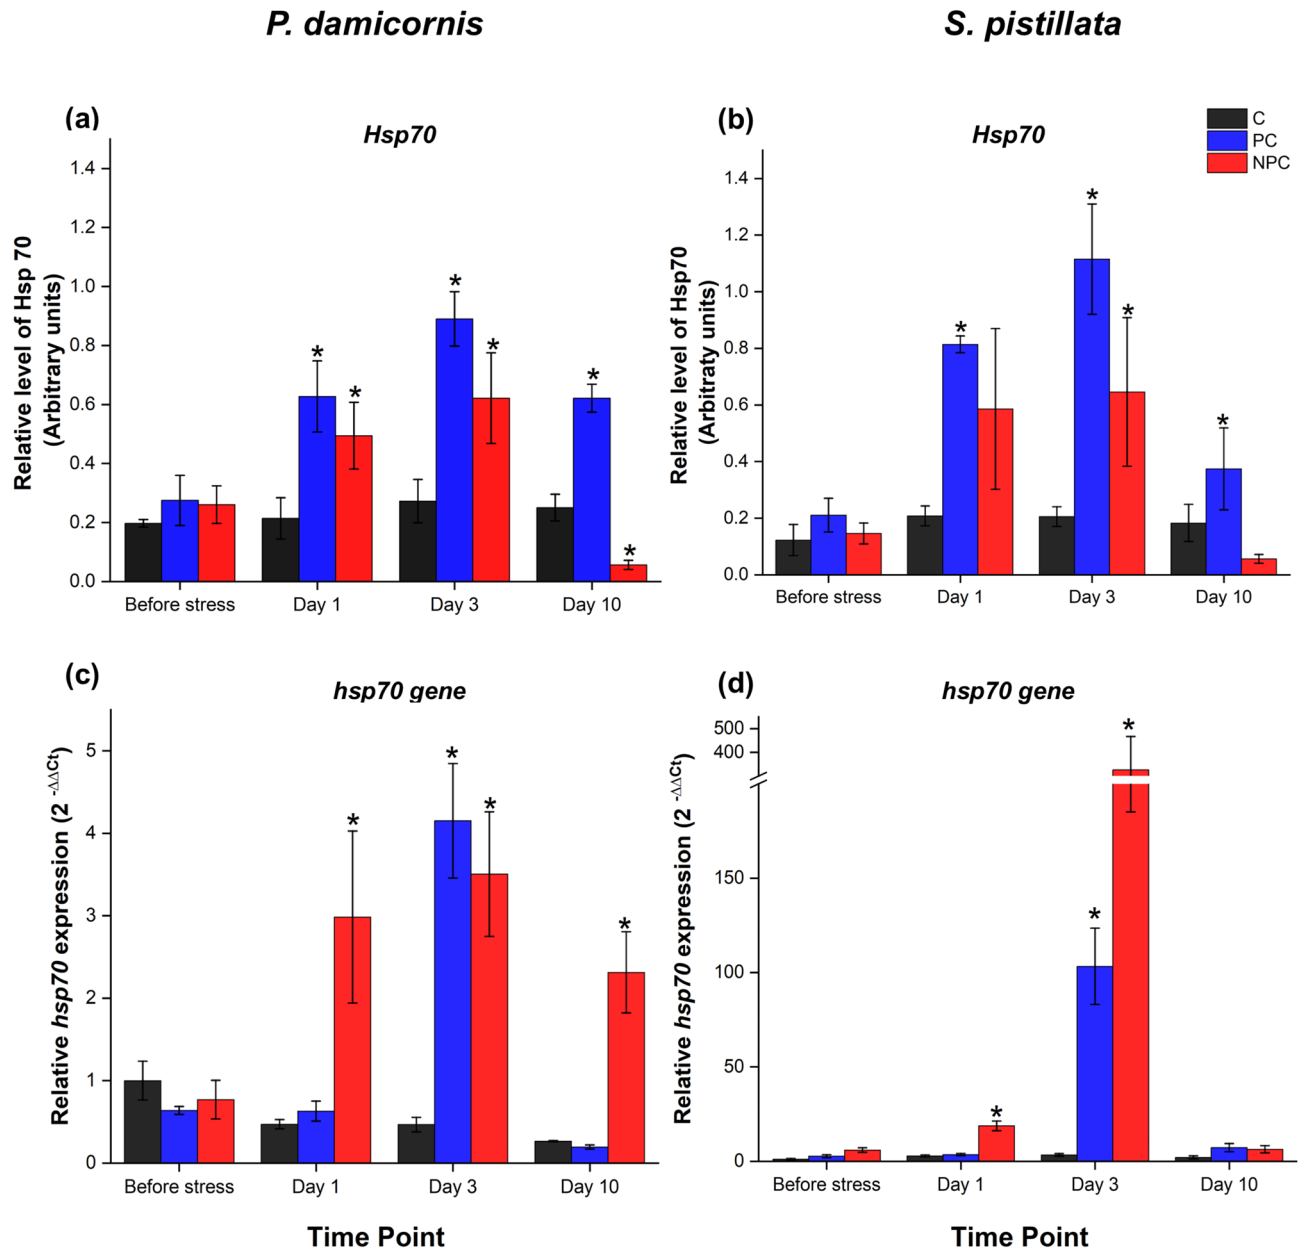 P. damicornis
S. pistillata
(a)
Hsp70
1.4
1.2
1.0
0.8
0.6
0.4
0.2
0.0
Relative level of Hsp 70
(Arbitrary units)
*
*
*
*
*
*
Before stress
Day 1
Day 3
Day 10
(b)
Hsp70
C
PC
NPC
1.4
1.2
1.0
0.8
0.6
0.4
0.2
0.0
Relative level of Hsp70
(Arbitraty units)
*
*
*
*
Before stress
Day 1
Day 3
Day 10
(c)
hsp70 gene
5
4
3
2
1
0
Relative hsp70 expression (2 -ΔΔCt)
*
*
*
*
Before stress
Day 1
Day 3
Day 10
Time Point
(d)
hsp70 gene
500
400
150
100
50
0
Relative hsp70 expression (2 -ΔΔCt)
*
*
*
Before stress
Day 1
Day 3
Day 10
Time Point